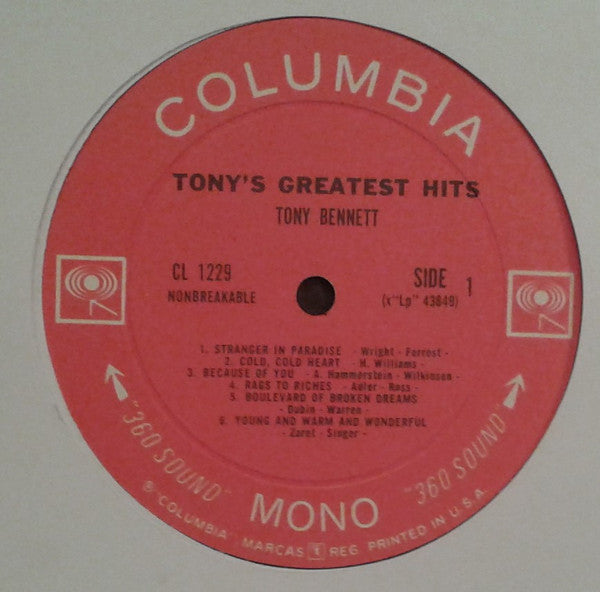 COLUMBIA
TONY'S GREATEST HITS
TONY BENNETT
CL 1229
NONBREAKABLE
SIDE 1
(x"Lp" 43849)
1. STRANGER IN PARADISE - Wright - Forrest -
2. COLD, COLD HEART - H. Williams -
3. BECAUSE OF YOU - A. Hammerstein - Wilkinson -
4. RAGS TO RICHES - Adler - Ross -
5. BOULEVARD OF BROKEN DREAMS
- Dubin - Warren -
6. YOUNG AND WARM AND WONDERFUL
- Zaret - Singer -
"360 SOUND"
MONO
"360 SOUND"
℗ "COLUMBIA" MARCAS REG. PRINTED IN U.S.A.